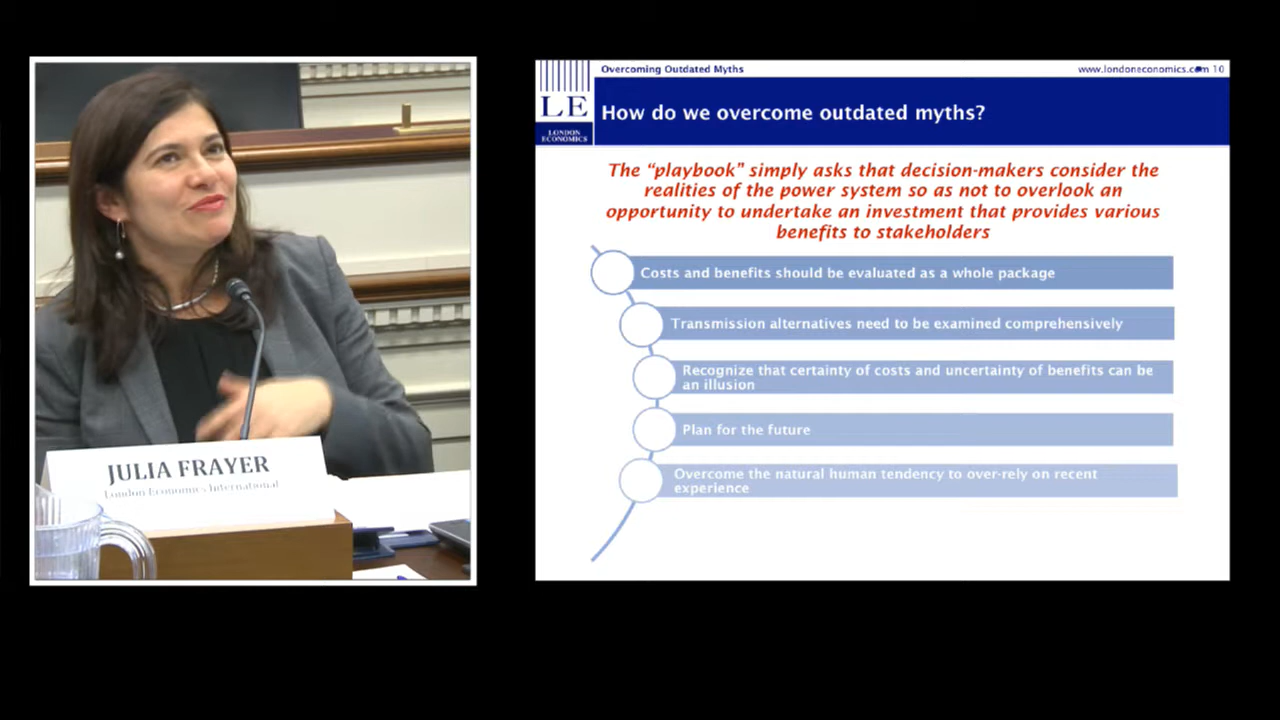 JULIA FRAYER
London Economics International
Overcoming Outdated Myths
www.londoneconomics.com 10
LE
LONDON
ECONOMICS
How do we overcome outdated myths?
The “playbook” simply asks that decision-makers consider the
realities of the power system so as not to overlook an
opportunity to undertake an investment that provides various
benefits to stakeholders
Costs and benefits should be evaluated as a whole package
Transmission alternatives need to be examined comprehensively
Recognize that certainty of costs and uncertainty of benefits can be
an illusion
Plan for the future
Overcome the natural human tendency to over-rely on recent
experience